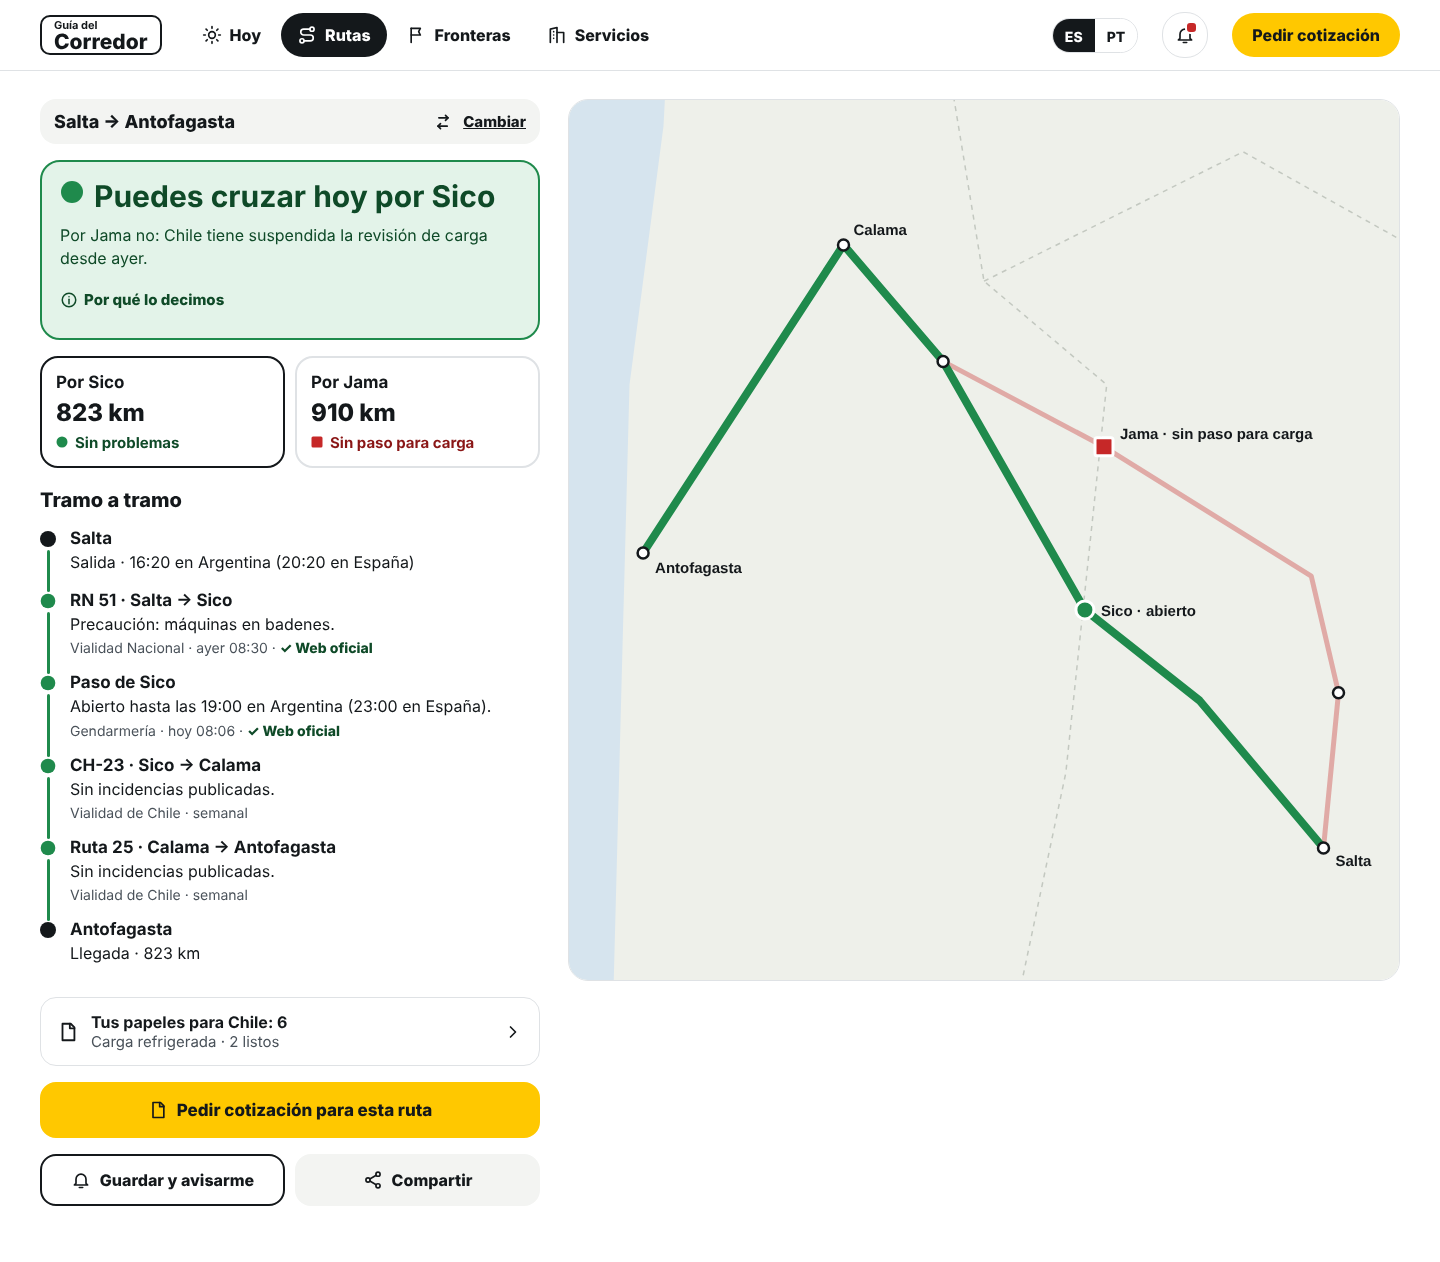 Guía del
Corredor
Hoy
Rutas
Fronteras
Servicios
ES
PT
Pedir cotización
Salta → Antofagasta
Cambiar
Puedes cruzar hoy por Sico
Por Jama no: Chile tiene suspendida la revisión de carga
desde ayer.
Por qué lo decimos
Por Sico
823 km
Sin problemas
Por Jama
910 km
Sin paso para carga
Tramo a tramo
Salta
Salida · 16:20 en Argentina (20:20 en España)
RN 51 · Salta → Sico
Precaución: máquinas en badenes.
Vialidad Nacional · ayer 08:30 · ✓ Web oficial
Paso de Sico
Abierto hasta las 19:00 en Argentina (23:00 en España).
Gendarmería · hoy 08:06 · ✓ Web oficial
CH-23 · Sico → Calama
Sin incidencias publicadas.
Vialidad de Chile · semanal
Ruta 25 · Calama → Antofagasta
Sin incidencias publicadas.
Vialidad de Chile · semanal
Antofagasta
Llegada · 823 km
Tus papeles para Chile: 6
Carga refrigerada · 2 listos
Pedir cotización para esta ruta
Guardar y avisarme
Compartir
Calama
Jama · sin paso para carga
Antofagasta
Sico · abierto
Salta